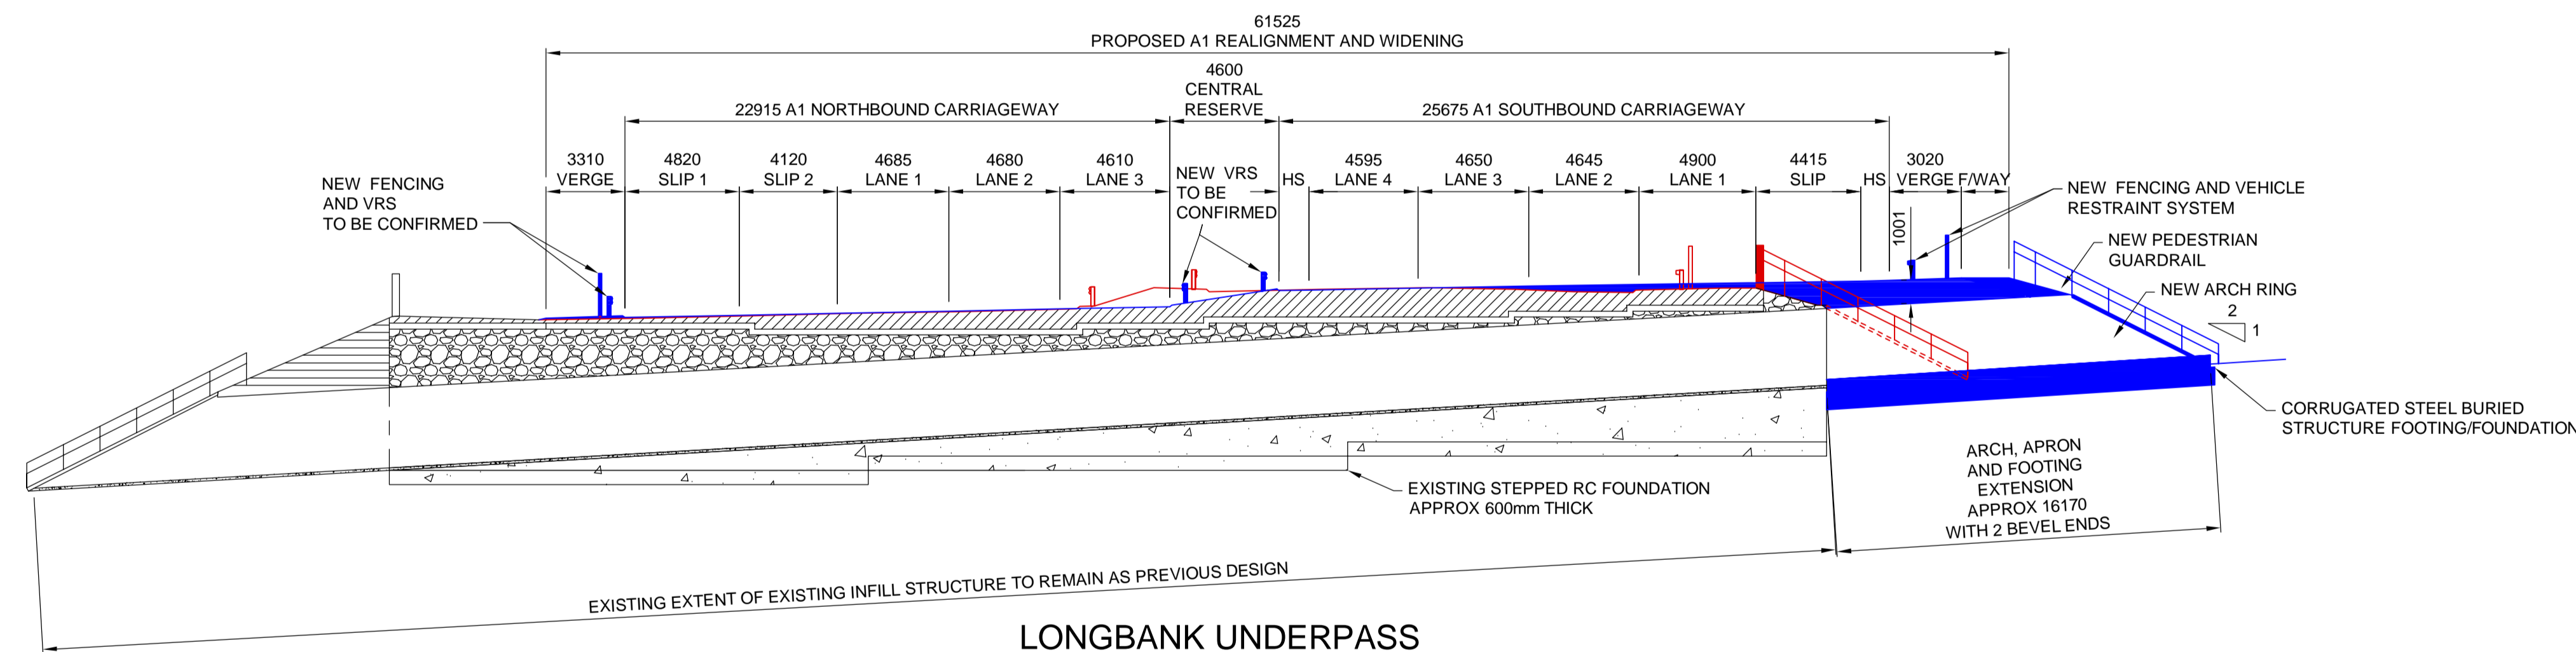 61525
PROPOSED A1 REALIGNMENT AND WIDENING
4600
CENTRAL
RESERVE
22915 A1 NORTHBOUND CARRIAGEWAY
25675 A1 SOUTHBOUND CARRIAGEWAY
3310
VERGE
4820
SLIP 1
4120
SLIP 2
4685
LANE 1
4680
LANE 2
4610
LANE 3
NEW VRS
TO BE
CONFIRMED
HS
4595
LANE 4
4650
LANE 3
4645
LANE 2
4900
LANE 1
4415
SLIP
HS
3020
VERGE
F/WAY
1001
NEW FENCING
AND VRS
TO BE CONFIRMED
NEW FENCING AND VEHICLE
RESTRAINT SYSTEM
NEW PEDESTRIAN
GUARDRAIL
NEW ARCH RING
2
1
CORRUGATED STEEL BURIED
STRUCTURE FOOTING/FOUNDATION
ARCH, APRON
AND FOOTING
EXTENSION
APPROX 16170
WITH 2 BEVEL ENDS
EXISTING STEPPED RC FOUNDATION
APPROX 600mm THICK
EXISTING EXTENT OF EXISTING INFILL STRUCTURE TO REMAIN AS PREVIOUS DESIGN
LONGBANK UNDERPASS